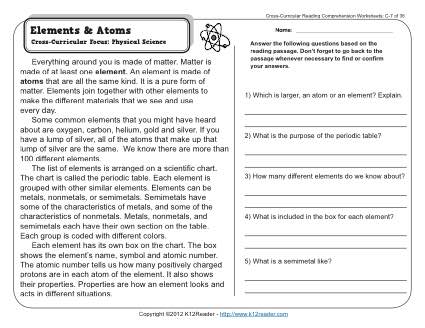 Cross-Curricular Reading Comprehension Worksheets: C-7 of 36
Elements & Atoms
Cross-Curricular Focus: Physical Science
Name:
Everything around you is made of matter. Matter is
made of at least one element. An element is made of
atoms that are all the same kind. It is a pure form of
matter. Elements join together with other elements to
make the different materials that we see and use
every day.
Some common elements that you might have heard
about are oxygen, carbon, helium, gold and silver. If you
have a lump of silver, all of the atoms that make up that
lump of silver are the same. We know there are more than
100 different elements.
The list of elements is arranged on a scientific chart.
The chart is called the periodic table. Each element is
grouped with other similar elements. Elements can be
metals, nonmetals, or semimetals. Semimetals have
some of the characteristics of metals, and some of the
characteristics of nonmetals. Metals, nonmetals, and
semimetals each have their own section on the table.
Each group is coded with different colors.
Each element has its own box on the chart. The box
shows the element's name, symbol and atomic number.
The atomic number tells us how many positively charged
protons are in each atom of the element. It also shows
their properties. Properties are how an element looks and
acts in different situations.
Answer the following questions based on the
reading passage. Don't forget to go back to the
passage whenever necessary to find or confirm
your answers.
1) Which is larger, an atom or an element? Explain.
2) What is the purpose of the periodic table?
3) How many different elements do we know about?
4) What is included in the box for each element?
5) What is a semimetal like?
Copyright ©2012 K12Reader - http://www.k12reader.com